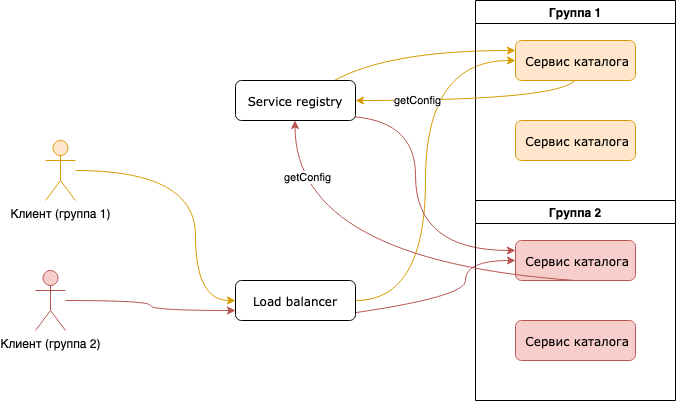 Группа 1
Сервис каталога
Service registry
getConfig
Сервис каталога
getConfig
Клиент (группа 1)
Группа 2
Сервис каталога
Load balancer
Клиент (группа 2)
Сервис каталога